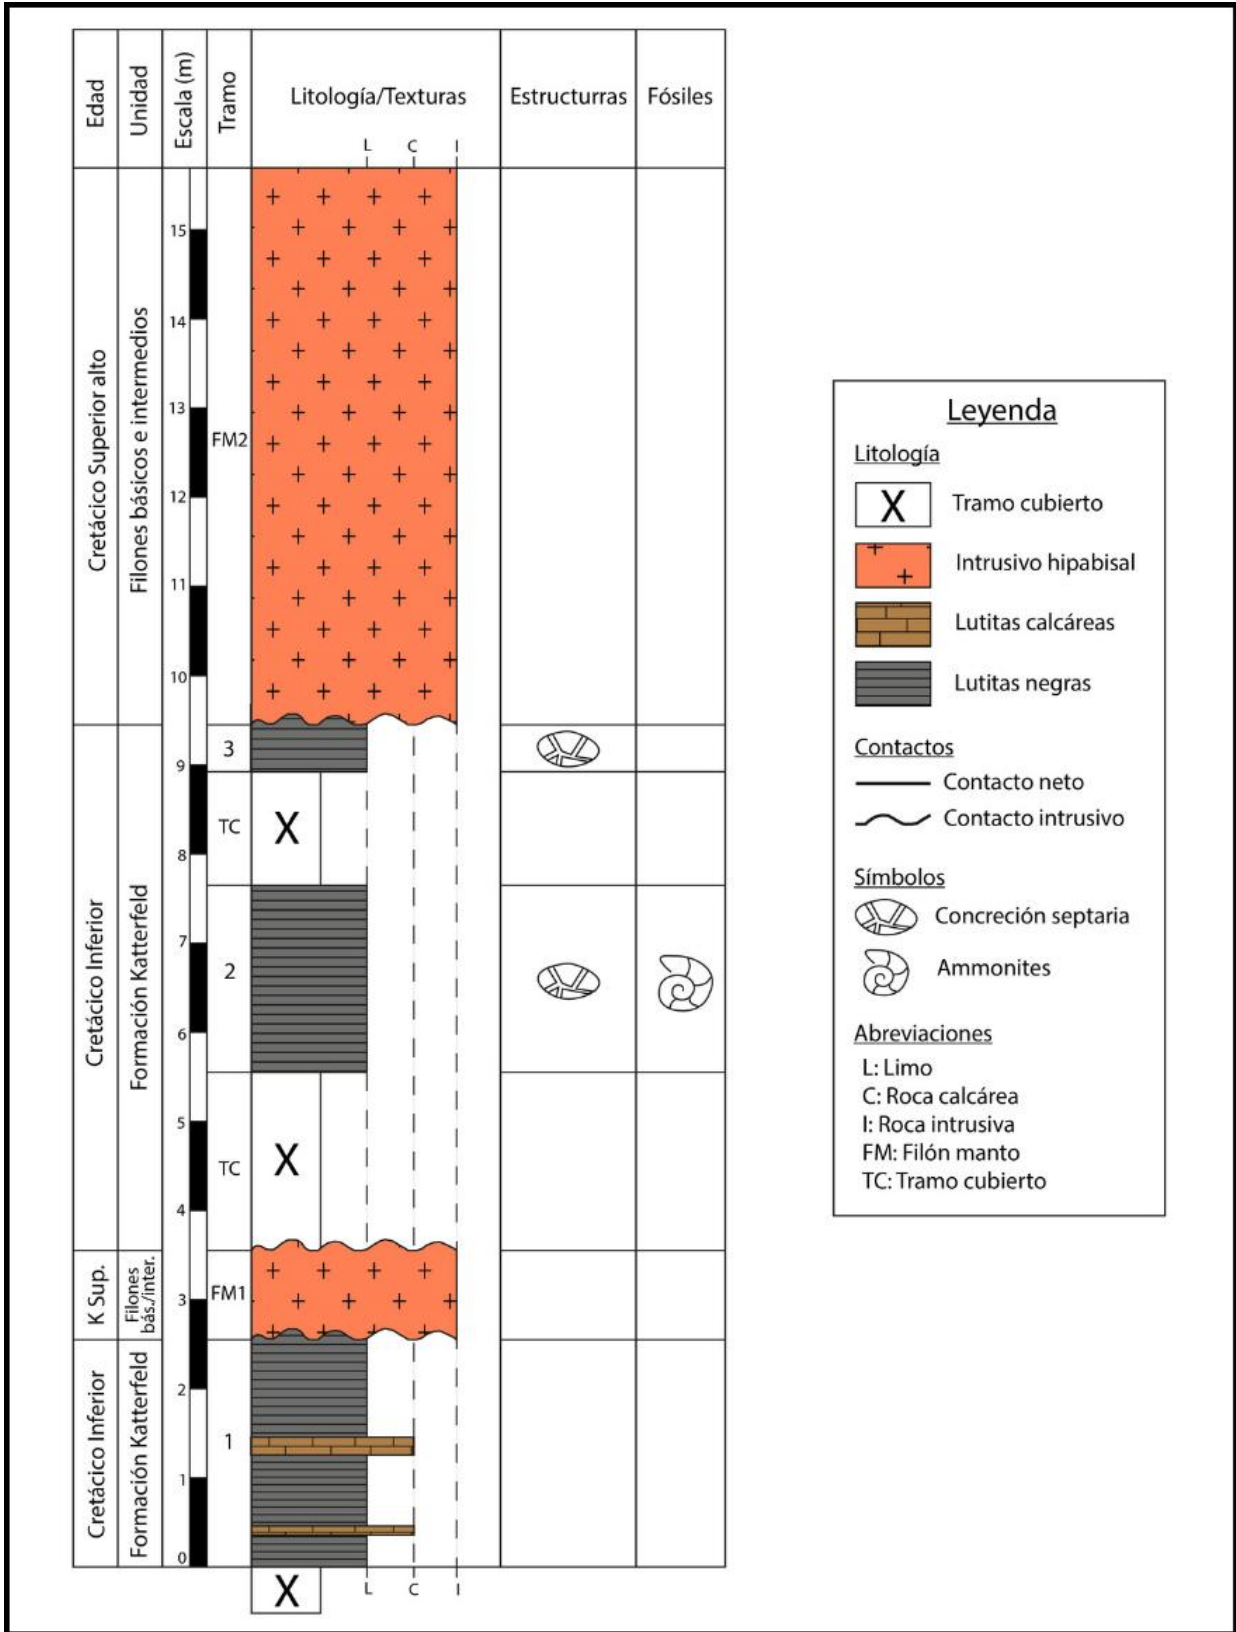 Edad
Unidad
Escala (m)
Tramo
Litología/Texturas
Estructurras
Fósiles
L C I
Cretácico Superior alto
Filones básicos e intermedios
15
14
13
FM2
12
11
10
Cretácico Inferior
Formación Katterfeld
3
9
TC
X
8
7
2
6
5
TC
X
4
K Sup.
Filones
bás./inter.
FM1
3
Cretácico Inferior
Formación Katterfeld
2
1
1
0
X
L C I
Leyenda
Litología
X Tramo cubierto
Intrusivo hipabisal
Lutitas calcáreas
Lutitas negras
Contactos
Contacto neto
Contacto intrusivo
Símbolos
Concreción septaria
Ammonites
Abreviaciones
L: Limo
C: Roca calcárea
I: Roca intrusiva
FM: Filón manto
TC: Tramo cubierto